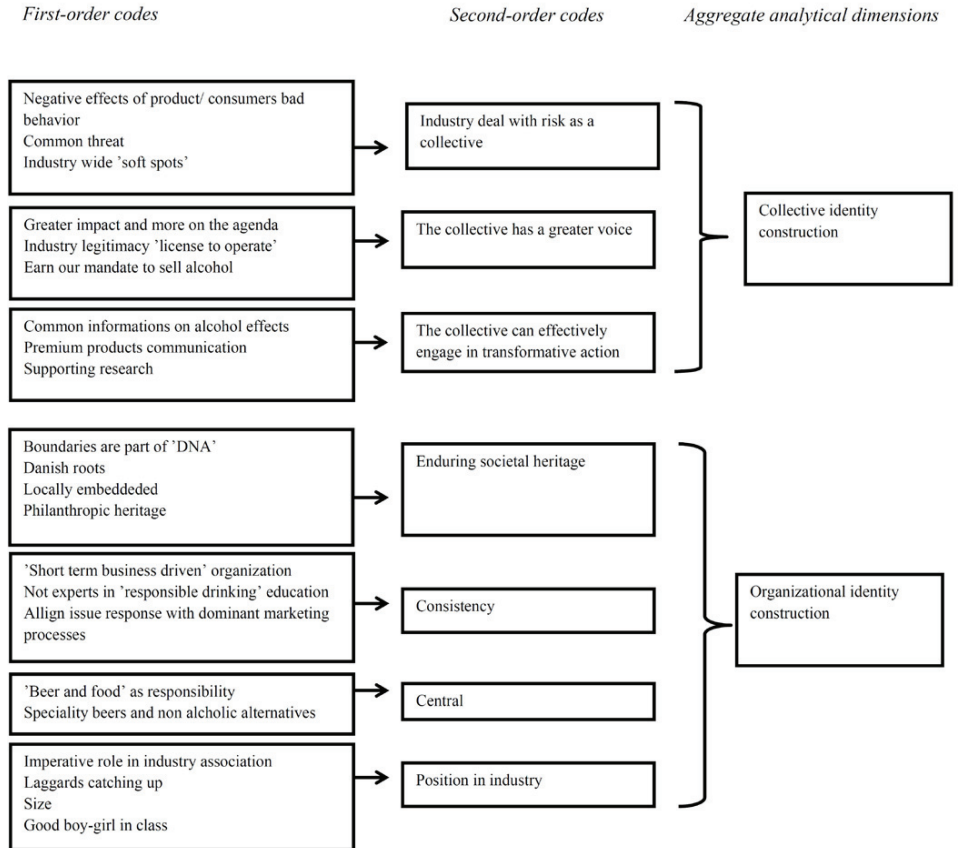 First-order codes
Second-order codes
Aggregate analytical dimensions
Negative effects of product/ consumers bad
behavior
Common threat
Industry wide ’soft spots’
Industry deal with risk as a
collective
Greater impact and more on the agenda
Industry legitimacy ’license to operate’
Earn our mandate to sell alcohol
The collective has a greater voice
Common informations on alcohol effects
Premium products communication
Supporting research
The collective can effectively
engage in transformative action
Collective identity
construction
Boundaries are part of ’DNA’
Danish roots
Locally embeddeded
Philanthropic heritage
Enduring societal heritage
’Short term business driven’ organization
Not experts in ’responsible drinking’ education
Allign issue response with dominant marketing
processes
Consistency
’Beer and food’ as responsibility
Speciality beers and non alcholic alternatives
Central
Imperative role in industry association
Laggards catching up
Size
Good boy-girl in class
Position in industry
Organizational identity
construction